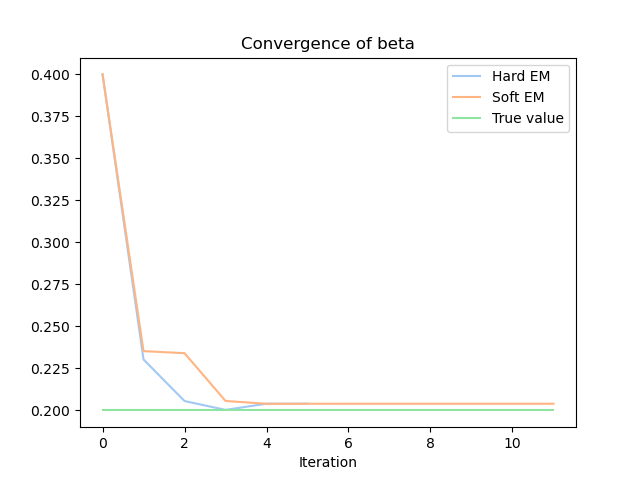 Convergence of beta
Hard EM
Soft EM
True value
0.400
0.375
0.350
0.325
0.300
0.275
0.250
0.225
0.200
0 2 4 6 8 10
Iteration